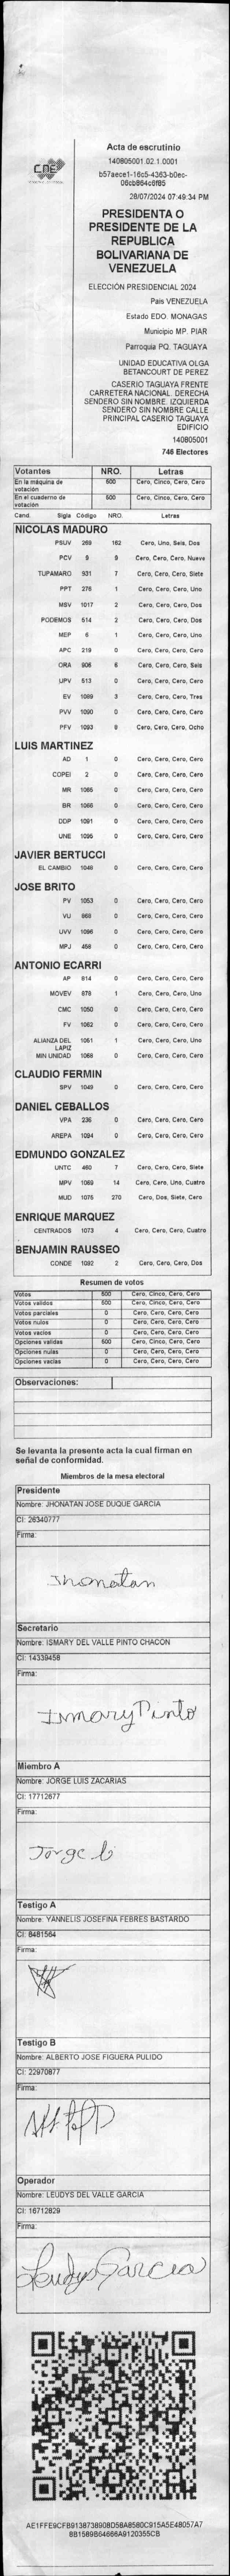 CNE
Acta de escrutinio
140805001.02.1.0001
b57aece1-16c5-4363-b0ec-
06cb864c6f85
28/07/2024 07:49:34 PM
PRESIDENTA O
PRESIDENTE DE LA
REPUBLICA
BOLIVARIANA DE
VENEZUELA
ELECCIÓN PRESIDENCIAL 2024
País VENEZUELA
Estado EDO. MONAGAS
Municipio MP. PIAR
Parroquia PQ. TAGUAYA
UNIDAD EDUCATIVA OLGA
BETANCOURT DE PEREZ
CASERIO TAGUAYA FRENTE
CARRETERA NACIONAL. DERECHA
SENDERO SIN NOMBRE. IZQUIERDA
SENDERO SIN NOMBRE CALLE
PRINCIPAL CASERIO TAGUAYA
EDIFICIO
140805001
746 Electores
Votantes NRO. Letras
En la máquina de votación 500 Cero, Cinco, Cero, Cero
En el cuaderno de votación 500 Cero, Cinco, Cero, Cero
Cand. Sigla Código NRO. Letras
NICOLAS MADURO
PSUV 269 162 Cero, Uno, Seis, Dos
PCV 9 9 Cero, Cero, Cero, Nueve
TUPAMARO 931 7 Cero, Cero, Cero, Siete
PPT 276 1 Cero, Cero, Cero, Uno
MSV 1017 2 Cero, Cero, Cero, Dos
PODEMOS 514 2 Cero, Cero, Cero, Dos
MEP 6 1 Cero, Cero, Cero, Uno
APC 219 0 Cero, Cero, Cero, Cero
ORA 906 6 Cero, Cero, Cero, Seis
UPV 513 0 Cero, Cero, Cero, Cero
EV 1089 3 Cero, Cero, Cero, Tres
PVV 1090 0 Cero, Cero, Cero, Cero
PFV 1093 8 Cero, Cero, Cero, Ocho
LUIS MARTINEZ
AD 1 0 Cero, Cero, Cero, Cero
COPEI 2 0 Cero, Cero, Cero, Cero
MR 1085 0 Cero, Cero, Cero, Cero
BR 1066 0 Cero, Cero, Cero, Cero
DDP 1091 0 Cero, Cero, Cero, Cero
UNE 1095 0 Cero, Cero, Cero, Cero
JAVIER BERTUCCI
EL CAMBIO 1048 0 Cero, Cero, Cero, Cero
JOSE BRITO
PV 1053 0 Cero, Cero, Cero, Cero
VU 868 0 Cero, Cero, Cero, Cero
UVV 1096 0 Cero, Cero, Cero, Cero
MPJ 458 0 Cero, Cero, Cero, Cero
ANTONIO ECARRI
AP 814 0 Cero, Cero, Cero, Cero
MOVEV 879 1 Cero, Cero, Cero, Uno
CMC 1050 0 Cero, Cero, Cero, Cero
FV 1062 0 Cero, Cero, Cero, Cero
ALIANZA DEL LAPIZ 1051 1 Cero, Cero, Cero, Uno
MIN UNIDAD 1068 0 Cero, Cero, Cero, Cero
CLAUDIO FERMIN
SPV 1049 0 Cero, Cero, Cero, Cero
DANIEL CEBALLOS
VPA 236 0 Cero, Cero, Cero, Cero
AREPA 1094 0 Cero, Cero, Cero, Cero
EDMUNDO GONZALEZ
UNTC 460 7 Cero, Cero, Cero, Siete
MPV 1069 14 Cero, Cero, Uno, Cuatro
MUD 1075 270 Cero, Dos, Siete, Cero
ENRIQUE MARQUEZ
CENTRADOS 1073 4 Cero, Cero, Cero, Cuatro
BENJAMIN RAUSSEO
CONDE 1092 2 Cero, Cero, Cero, Dos
Resumen de votos
Votos 500 Cero, Cinco, Cero, Cero
Votos validos 500 Cero, Cinco, Cero, Cero
Votos parciales 0 Cero, Cero, Cero, Cero
Votos nulos 0 Cero, Cero, Cero, Cero
Votos vacios 0 Cero, Cero, Cero, Cero
Opciones validas 500 Cero, Cinco, Cero, Cero
Opciones nulas 0 Cero, Cero, Cero, Cero
Opciones vacias 0 Cero, Cero, Cero, Cero
Observaciones:
Se levanta la presente acta la cual firman en
señal de conformidad.
Miembros de la mesa electoral
Presidente
Nombre: JHONATAN JOSE DUQUE GARCIA
CI: 26340777
Firma:
Jhonatan
Secretario
Nombre: ISMARY DEL VALLE PINTO CHACON
CI: 14339458
Firma:
Ismary Pinto
Miembro A
Nombre: JORGE LUIS ZACARIAS
CI: 17712677
Firma:
Jorge
Testigo A
Nombre: YANNELIS JOSEFINA FEBRES BASTARDO
CI: 8481564
Firma:
Testigo B
Nombre: ALBERTO JOSE FIGUERA PULIDO
CI: 22970877
Firma:
Operador
Nombre: LEUDYS DEL VALLE GARCIA
CI: 16712829
Firma:
Leudys Garcia
AE1FFE9CFB9138738908D5BA8580C915A5E48057A7
BB1589B64666A9120355CB